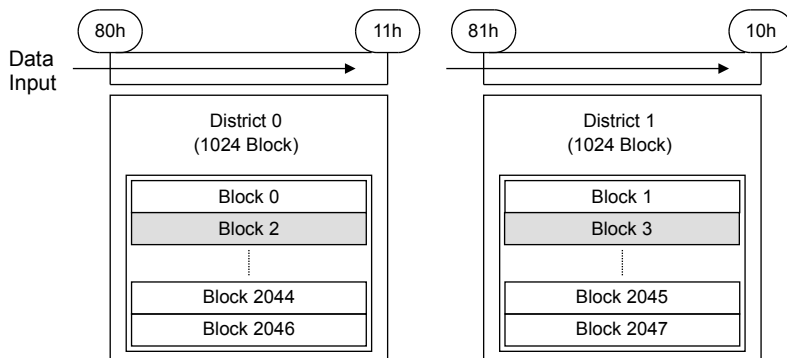 80h
11h
81h
10h
Data
Input
District 0
(1024 Block)
District 1
(1024 Block)
Block 0
Block 2
Block 2044
Block 2046
Block 1
Block 3
Block 2045
Block 2047